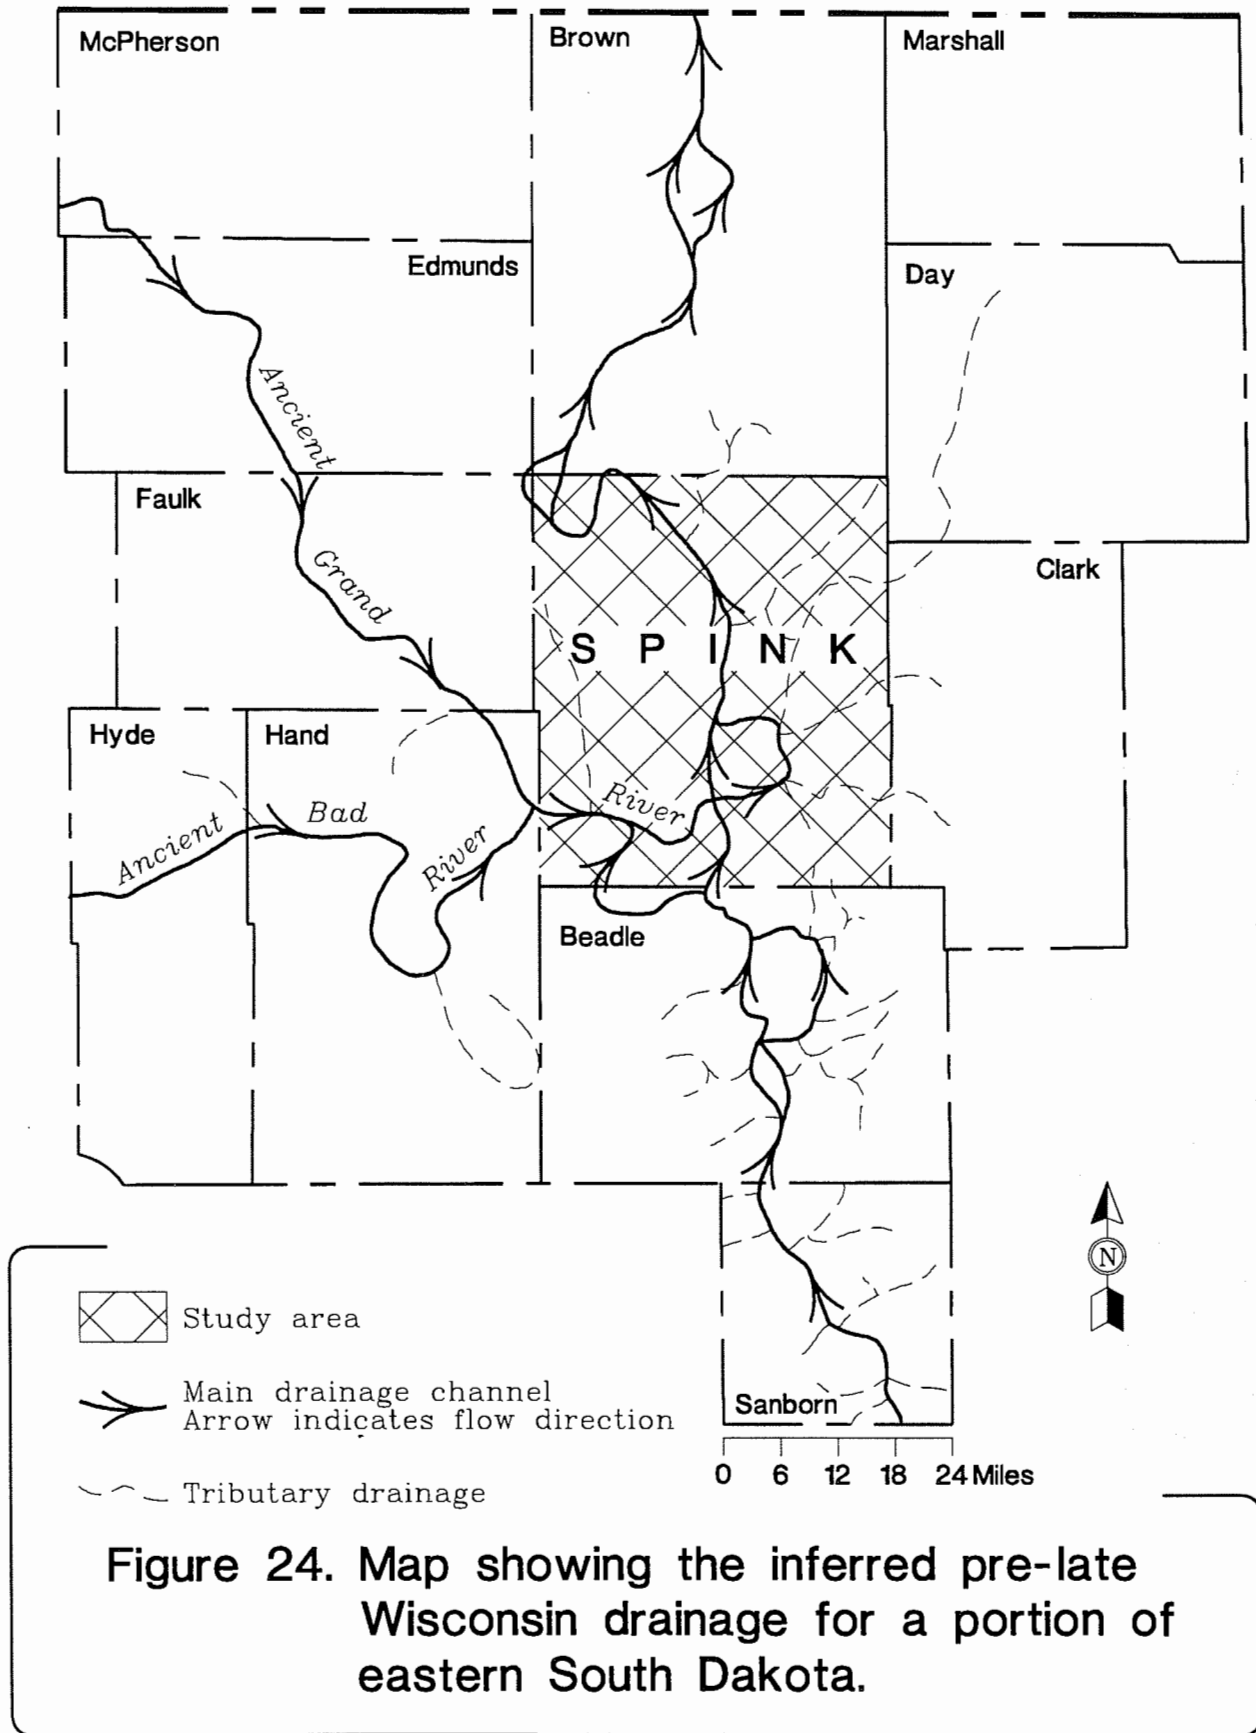 McPherson
Brown
Marshall
Edmunds
Day
Ancient
Faulk
Grand
Clark
SPINK
Hyde
Hand
Bad
River
Ancient
River
Beadle
N
Study area
Main drainage channel
Arrow indicates flow direction
Sanborn
0 6 12 18 24 Miles
Tributary drainage
Figure 24. Map showing the inferred pre-late
Wisconsin drainage for a portion of
eastern South Dakota.